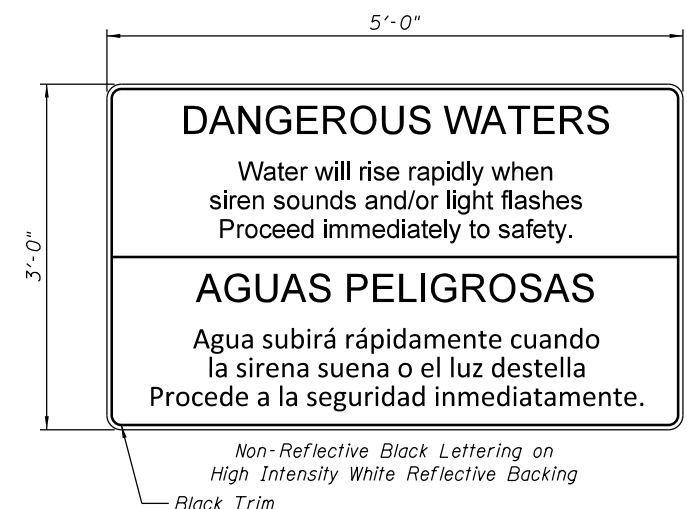 5'-0"
3'-0"
DANGEROUS WATERS
Water will rise rapidly when
siren sounds and/or light flashes
Proceed immediately to safety.
AGUAS PELIGROSAS
Agua subirá rápidamente cuando
la sirena suena o el luz destella
Procede a la seguridad inmediatamente.
Non-Reflective Black Lettering on
High Intensity White Reflective Backing
Black Trim